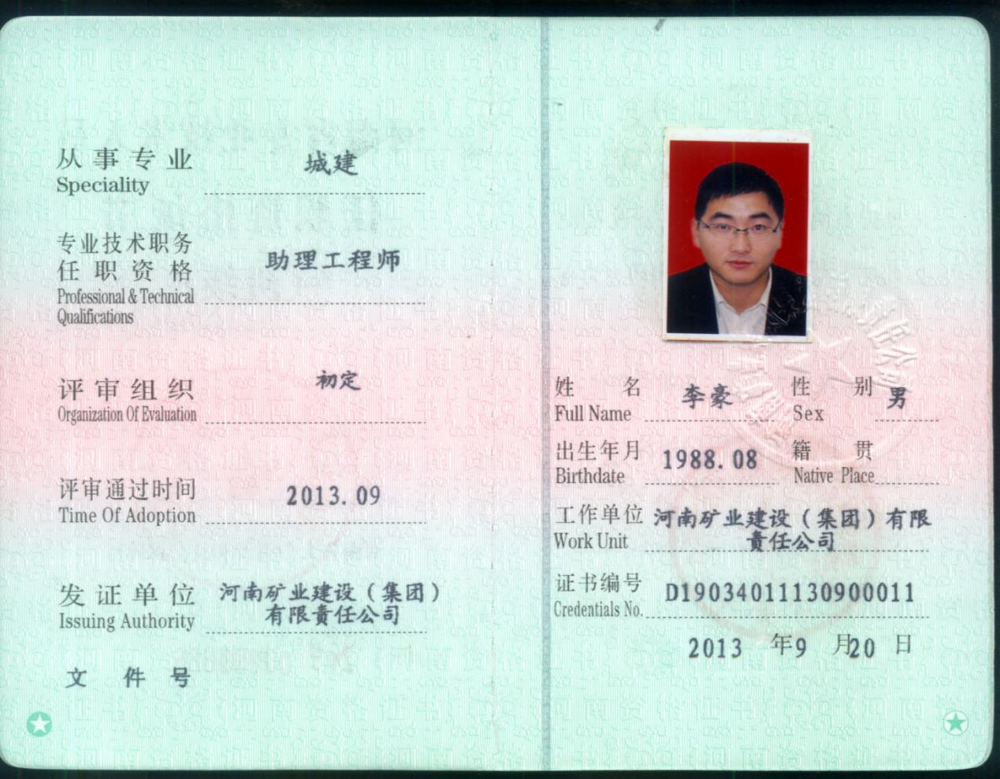 从事专业 城建
Speciality
专业技术职务
任职资格 助理工程师
Professional & Technical
Qualifications
评审组织 初定
Organization Of Evaluation
评审通过时间 2013.09
Time Of Adoption
发证单位 河南矿业建设（集团）
Issuing Authority 有限责任公司
文件号
姓名 李豪 性别 男
Full Name Sex
出生年月 1988.08 籍贯
Birthdate Native Place
工作单位 河南矿业建设（集团）有限
Work Unit 责任公司
证书编号 D19034011130900011
Credentials No.
2013 年9 月20 日